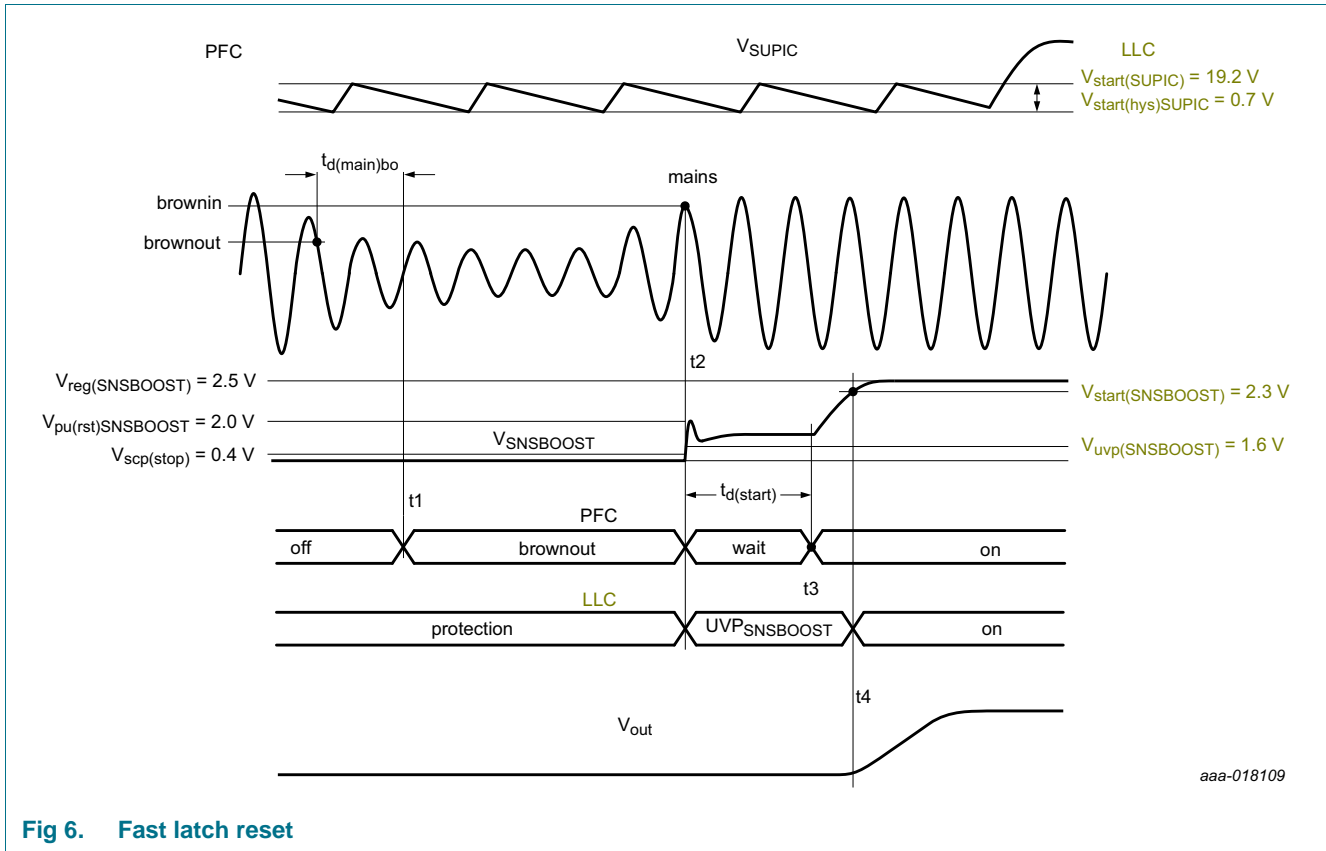 PFC
V_SUPIC
LLC
V_start(SUPIC) = 19.2 V
V_start(hys)SUPIC = 0.7 V
t_d(main)bo
mains
brownin
brownout
t2
V_reg(SNSBOOST) = 2.5 V
V_start(SNSBOOST) = 2.3 V
V_pu(rst)SNSBOOST = 2.0 V
V_SNSBOOST
V_uvp(SNSBOOST) = 1.6 V
V_scp(stop) = 0.4 V
t_d(start)
t1
PFC
off
brownout
wait
on
t3
LLC
protection
UVP_SNSBOOST
on
t4
V_out
aaa-018109
Fig 6. Fast latch reset